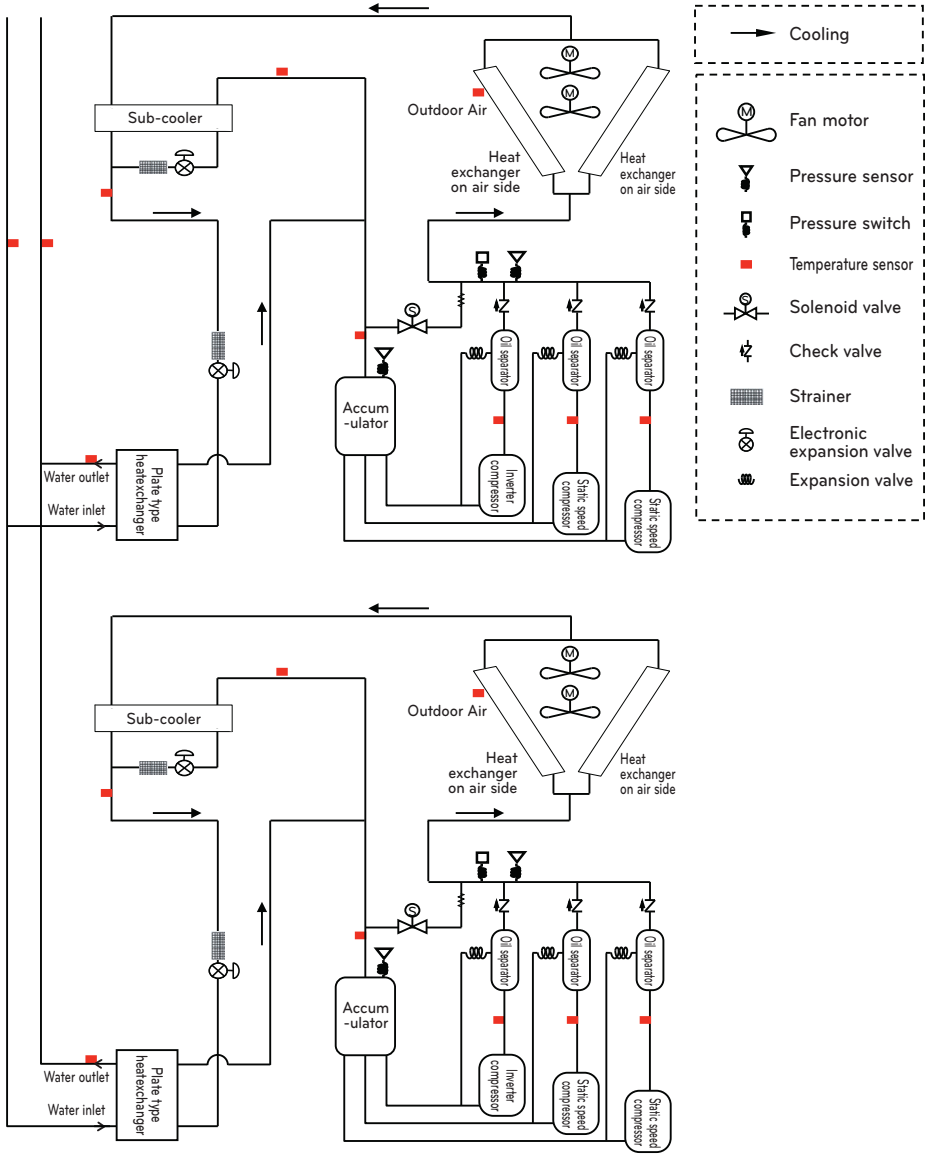 Cooling
M
Fan motor
Pressure sensor
Pressure switch
Temperature sensor
S
Solenoid valve
Check valve
Strainer
Electronic
expansion valve
Expansion valve
M
M
Outdoor Air
Sub-cooler
Heat
exchanger
on air side
Heat
exchanger
on air side
S
Oil separator
Oil separator
Oil separator
Accum
-ulator
Water outlet
Water inlet
Plate type
heatexchanger
Inverter
compressor
Static speed
compressor
Static speed
compressor
M
M
Outdoor Air
Sub-cooler
Heat
exchanger
on air side
Heat
exchanger
on air side
S
Oil separator
Oil separator
Oil separator
Accum
-ulator
Water outlet
Water inlet
Plate type
heatexchanger
Inverter
compressor
Static speed
compressor
Static speed
compressor